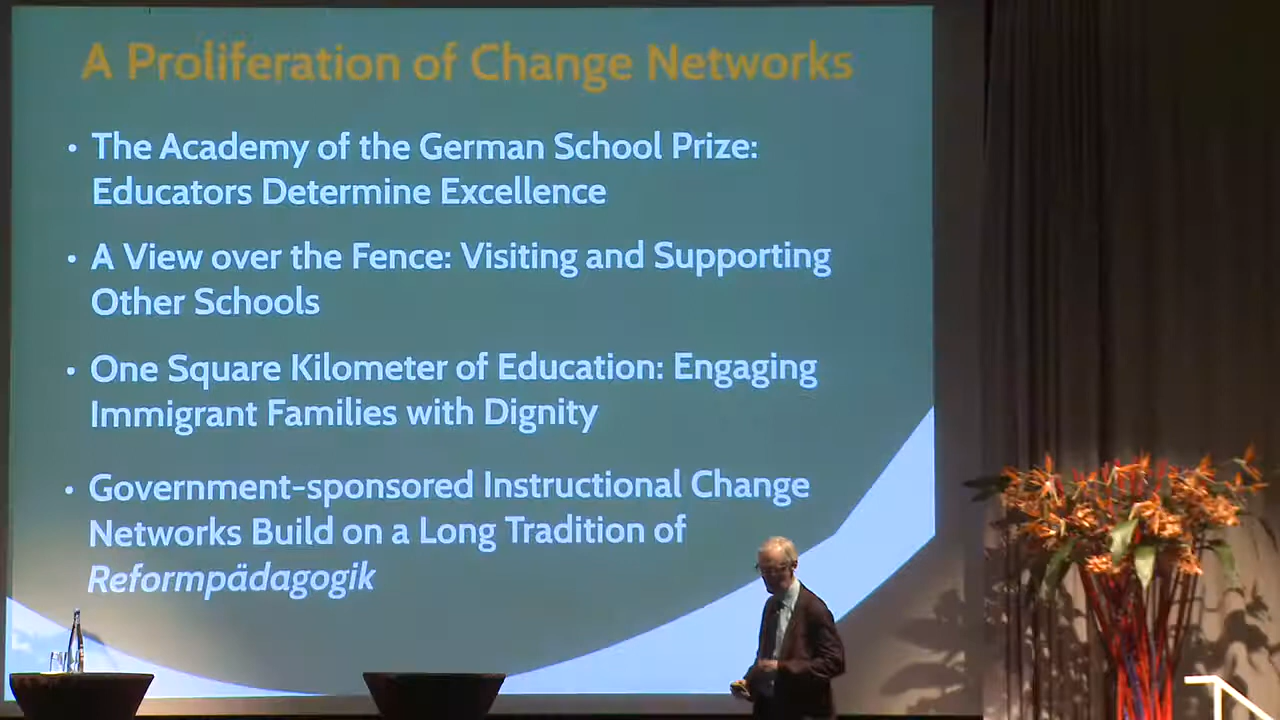 A Proliferation of Change Networks
• The Academy of the German School Prize:
Educators Determine Excellence
• A View over the Fence: Visiting and Supporting
Other Schools
• One Square Kilometer of Education: Engaging
Immigrant Families with Dignity
• Government-sponsored Instructional Change
Networks Build on a Long Tradition of
Reformpädagogik